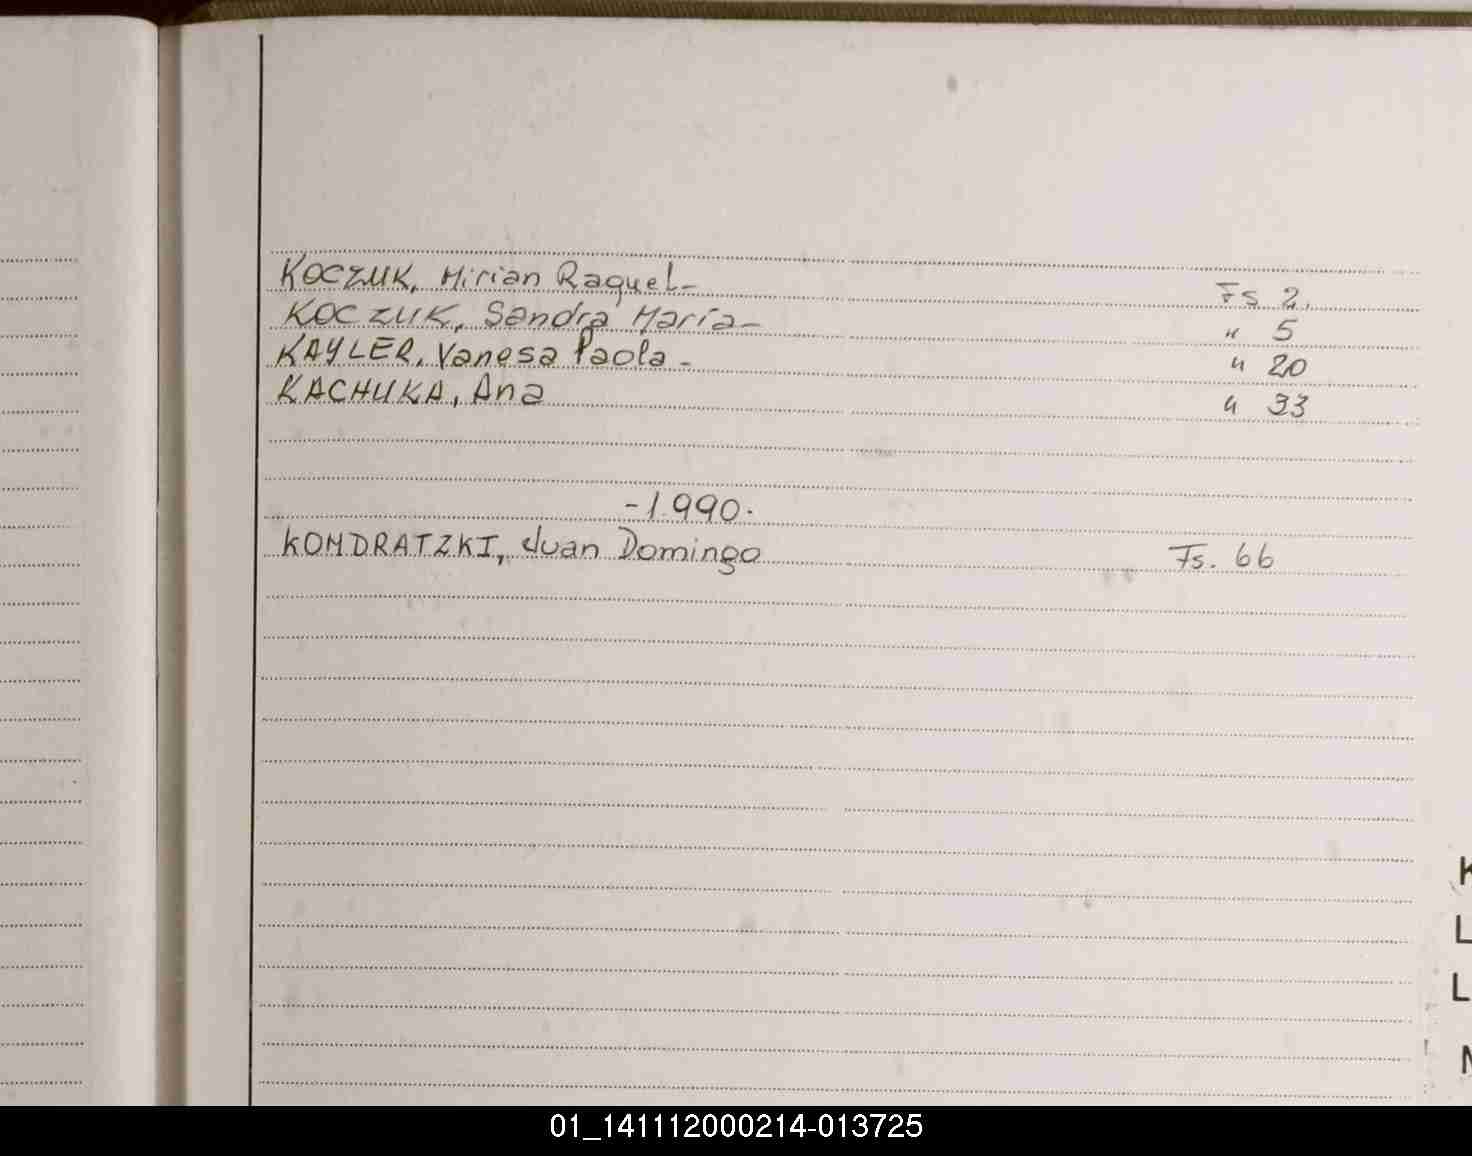 KOCZUK, Mirian Raquel- Fs 2.
KOCZUK, Sandra María- " 5
KAYLER, Vanesa Paola- " 20
KACHUKA, Ana " 33
-1.990.
KONDRATZKI, Juan Domingo Fs. 66
K
L
L
01_141112000214-013725